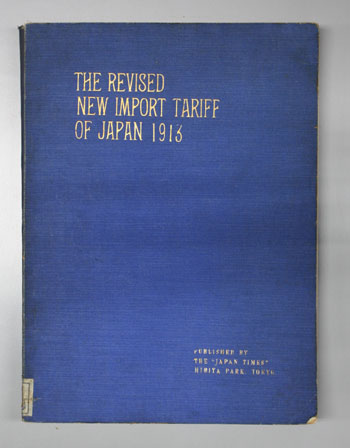 THE REVISED
NEW IMPORT TARIFF
OF JAPAN 1913
PUBLISHED BY
THE "JAPAN TIMES"
HIBIYA PARK, TOKYO.